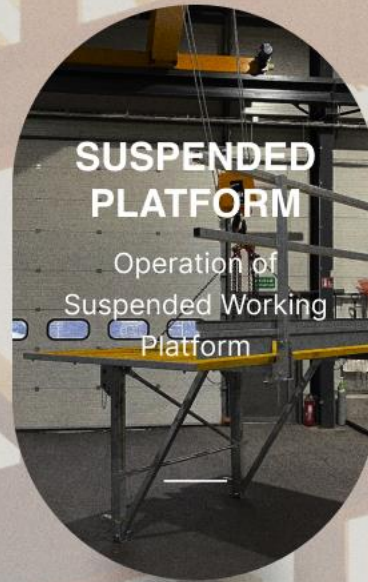 SUSPENDED
PLATFORM
Operation of
Suspended Working
Platform